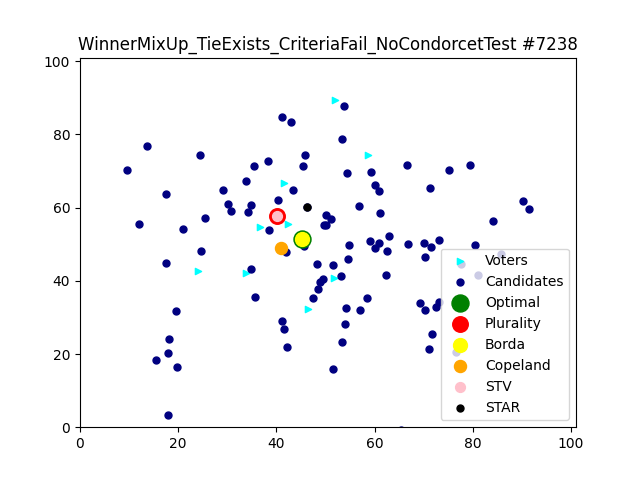 WinnerMixUp_TieExists_CriteriaFail_NoCondorcetTest #7238
100
80
60
40
20
0
0 20 40 60 80 100
Voters
Candidates
Optimal
Plurality
Borda
Copeland
STV
STAR